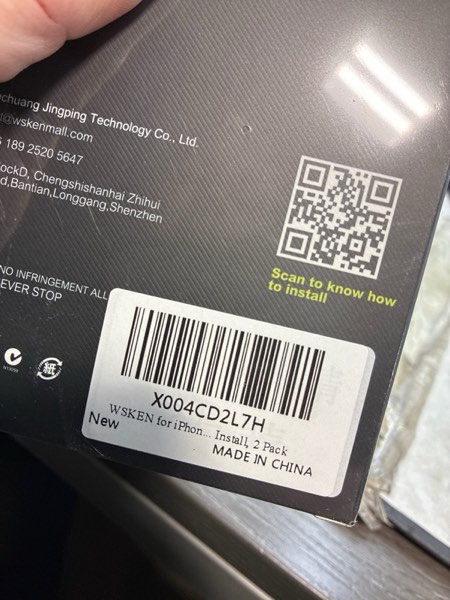 chuang Jingping Technology Co., Ltd.
@wskenmall.com
189 2520 5647
ockD, Chengshishanhai Zhihui
d,Bantian,Longgang,Shenzhen
Scan to know how
to install
NO INFRINGEMENT ALL
EVER STOP
紙
X004CD2L7H
WSKEN for iPhon... Install, 2 Pack
New
MADE IN CHINA